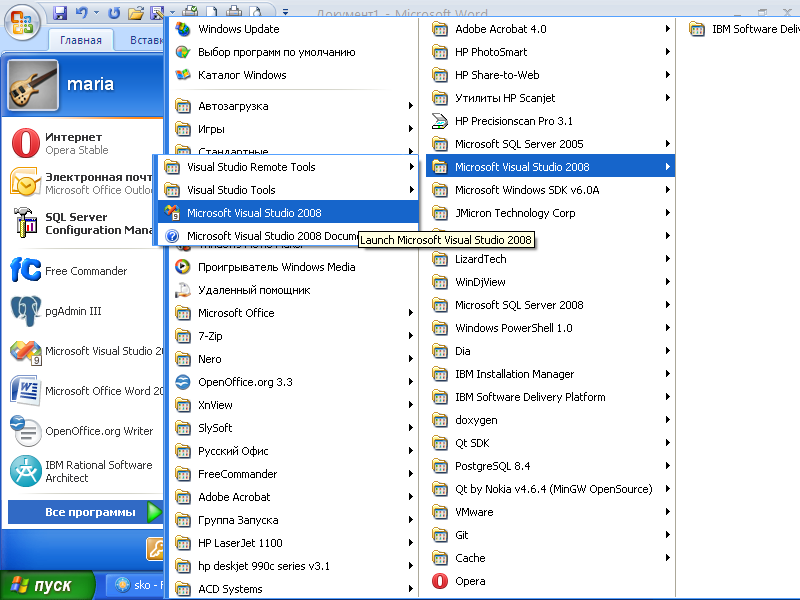 Документ1 - Microsoft Word
Главная
Вставк
maria
Интернет
Opera Stable
Электронная почт
Microsoft Office Outlo
SQL Server
Configuration Mana
Free Commander
pgAdmin III
Microsoft Visual Studio 20
Microsoft Office Word 20
OpenOffice.org Writer
IBM Rational Software
Architect
Все программы
пуск
sko - F
Windows Update
Выбор программ по умолчанию
Каталог Windows
Автозагрузка
Игры
Стандартные
Visual Studio Remote Tools
Visual Studio Tools
Microsoft Visual Studio 2008
Microsoft Visual Studio 2008 Docume
Launch Microsoft Visual Studio 2008
Windows Movie Maker
Проигрыватель Windows Media
Удаленный помощник
Microsoft Office
7-Zip
Nero
OpenOffice.org 3.3
XnView
SlySoft
Русский Офис
FreeCommander
Adobe Acrobat
Группа Запуска
HP LaserJet 1100
hp deskjet 990c series v3.1
ACD Systems
Adobe Acrobat 4.0
HP PhotoSmart
HP Share-to-Web
Утилиты HP Scanjet
HP Precisionscan Pro 3.1
Microsoft SQL Server 2005
Microsoft Visual Studio 2008
Microsoft Windows SDK v6.0A
JMicron Technology Corp
LizardTech
WinDjView
Microsoft SQL Server 2008
Windows PowerShell 1.0
Dia
IBM Installation Manager
IBM Software Delivery Platform
doxygen
Qt SDK
PostgreSQL 8.4
Qt by Nokia v4.6.4 (MinGW OpenSource)
VMware
Git
Cache
Opera
IBM Software Deliv